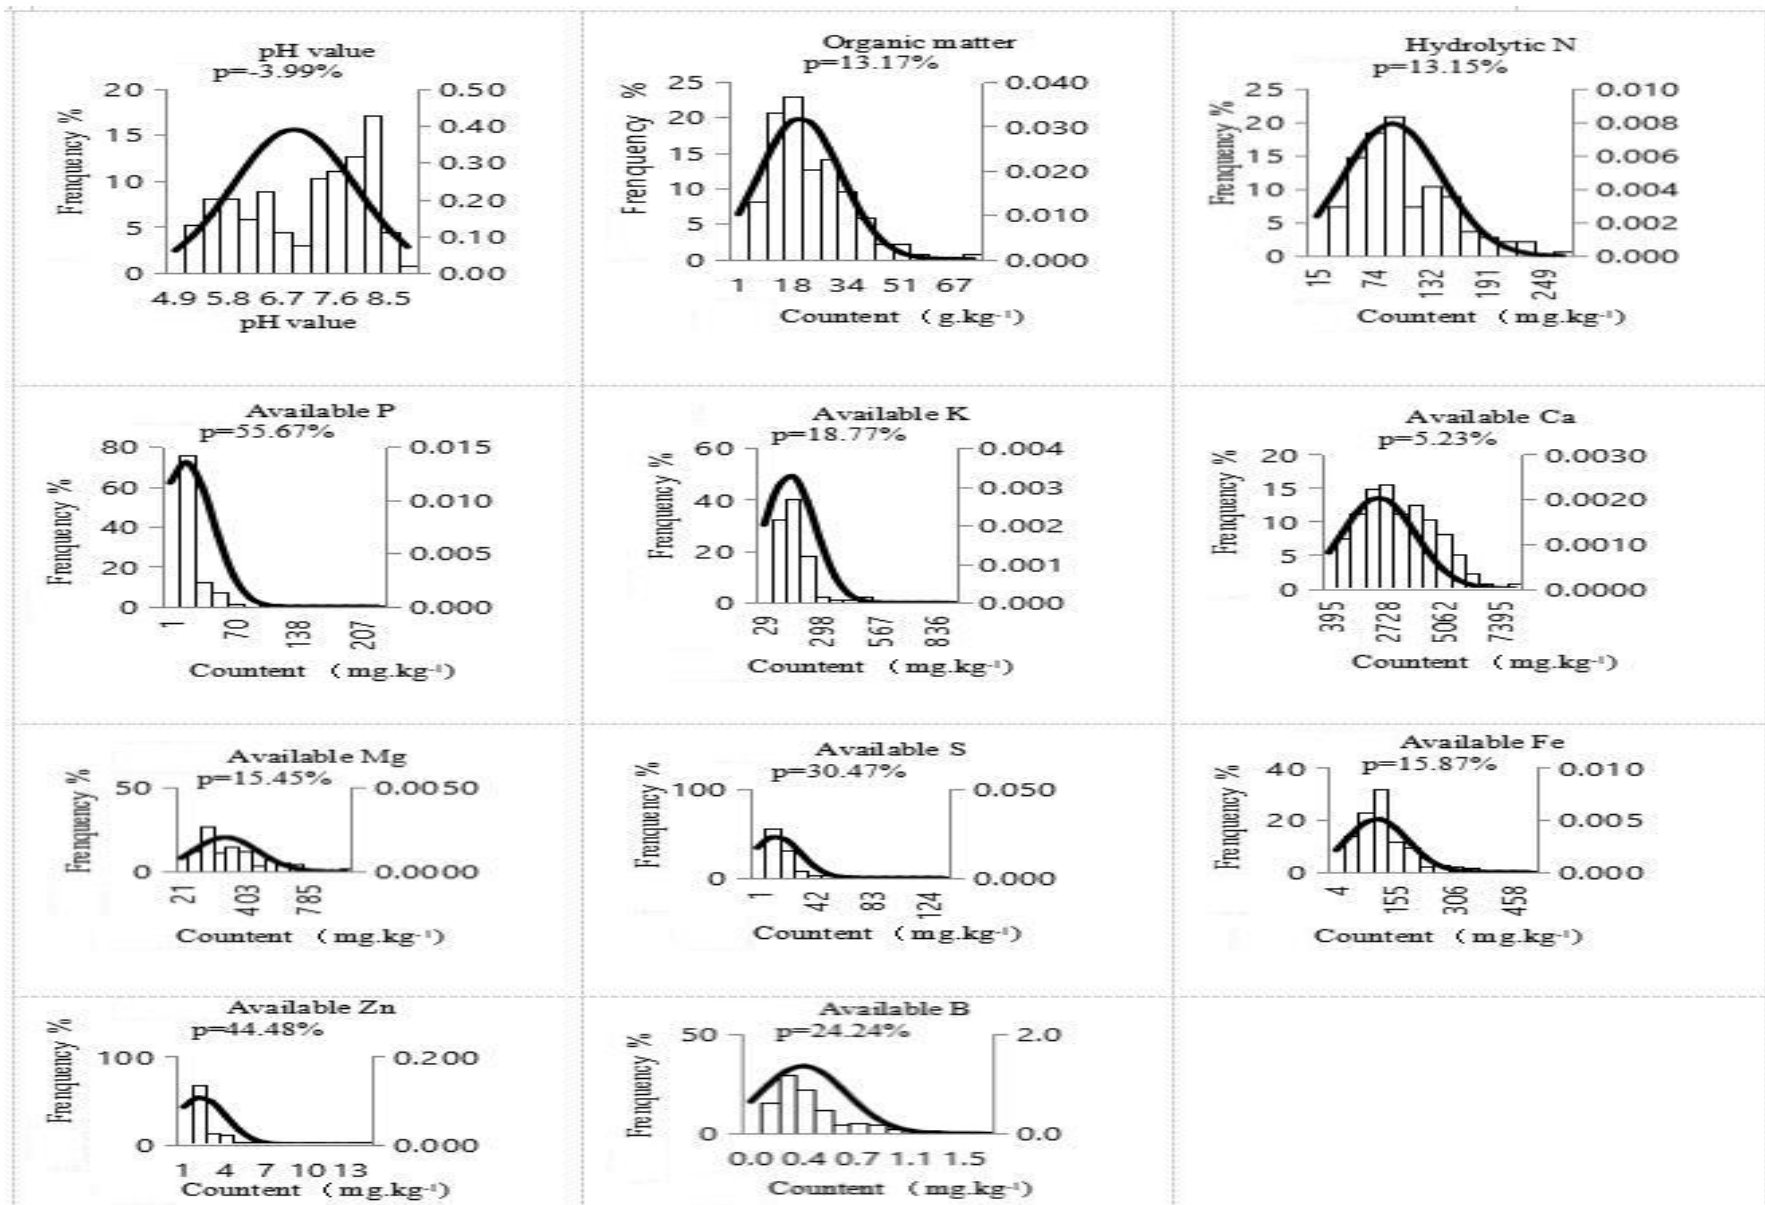 pH value
p=-3.99%
Frenquency %
20
15
10
5
0
0.50
0.40
0.30
0.20
0.10
0.00
4.9 5.8 6.7 7.6 8.5
pH value
Organic matter
p=13.17%
Frenquency %
25
20
15
10
5
0
0.040
0.030
0.020
0.010
0.000
1 18 34 51 67
Countent （g.kg⁻¹)
Hydrolytic N
p=13.15%
Frenquency %
25
20
15
10
5
0
0.010
0.008
0.006
0.004
0.002
0.000
15 74 132 191 249
Countent （mg.kg⁻¹)
Available P
p=55.67%
Frenquency %
80
60
40
20
0
0.015
0.010
0.005
0.000
1 70 138 207
Countent （mg.kg⁻¹)
Available K
p=18.77%
Frenquency %
60
40
20
0
0.004
0.003
0.002
0.001
0.000
29 298 567 836
Countent （mg.kg⁻¹)
Available Ca
p=5.23%
Frenquency %
20
15
10
5
0
0.0030
0.0020
0.0010
0.0000
395 2728 5062 7395
Countent （mg.kg⁻¹)
Available Mg
p=15.45%
Frenquency %
50
0
0.0050
0.0000
21 403 785
Countent （mg.kg⁻¹)
Available S
p=30.47%
Frenquency %
100
0
0.050
0.000
1 42 83 124
Countent （mg.kg⁻¹)
Available Fe
p=15.87%
Frenquency %
40
20
0
0.010
0.005
0.000
4 155 306 458
Countent （mg.kg⁻¹)
Available Zn
p=44.48%
Frenquency %
100
0
0.200
0.000
1 4 7 10 13
Countent （mg.kg⁻¹)
Available B
p=24.24%
Frenquency %
50
0
2.0
0.0
0.0 0.4 0.7 1.1 1.5
Countent （mg.kg⁻¹)